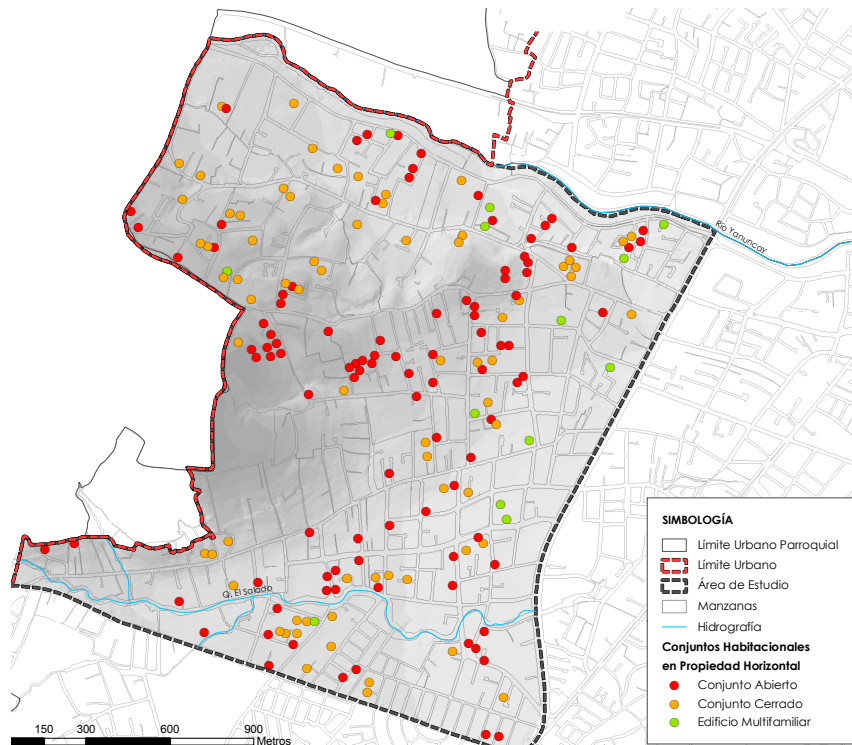 Río Yanuncay
Q. El Salado
SIMBOLOGÍA
Límite Urbano Parroquial
Límite Urbano
Área de Estudio
Manzanas
Hidrografía
Conjuntos Habitacionales
en Propiedad Horizontal
Conjunto Abierto
Conjunto Cerrado
Edificio Multifamiliar
150 300 600 900
Metros